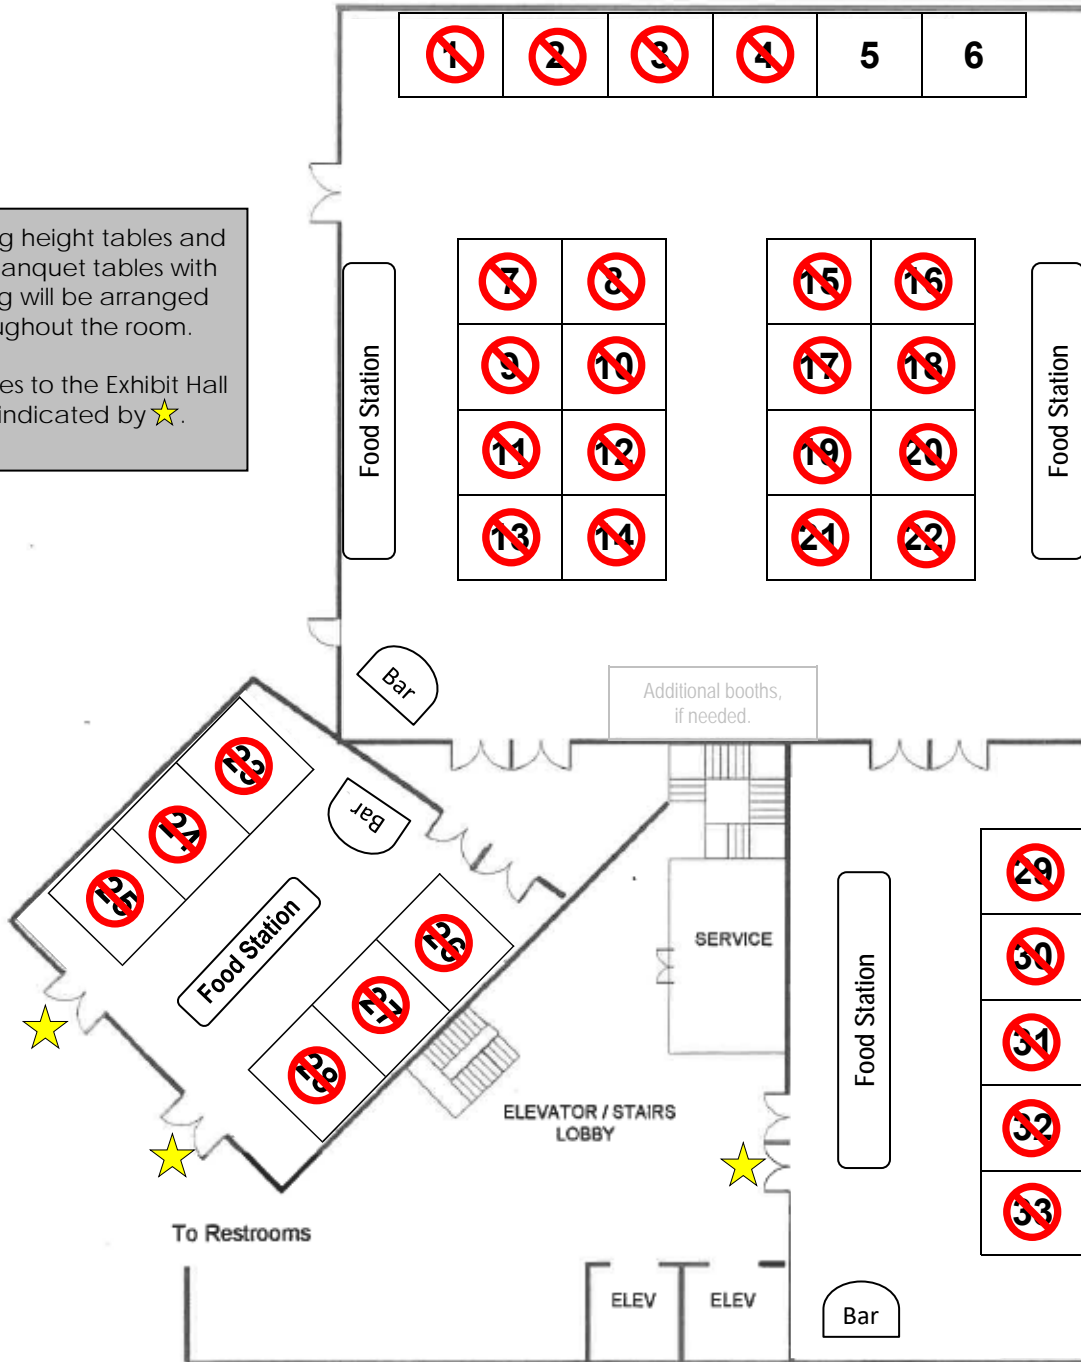 1 2 3 4 5 6
g height tables and
anquet tables with
g will be arranged
ughout the room.
es to the Exhibit Hall
indicated by .
Food Station
7 8
9 10
11 12
13 14
15 16
17 18
19 20
21 22
Food Station
Bar
Additional booths,
if needed.
23
24
25
Bar
Food Station
26
27
28
SERVICE
Food Station
29
30
31
32
33
ELEVATOR / STAIRS
LOBBY
To Restrooms
ELEV
ELEV
Bar